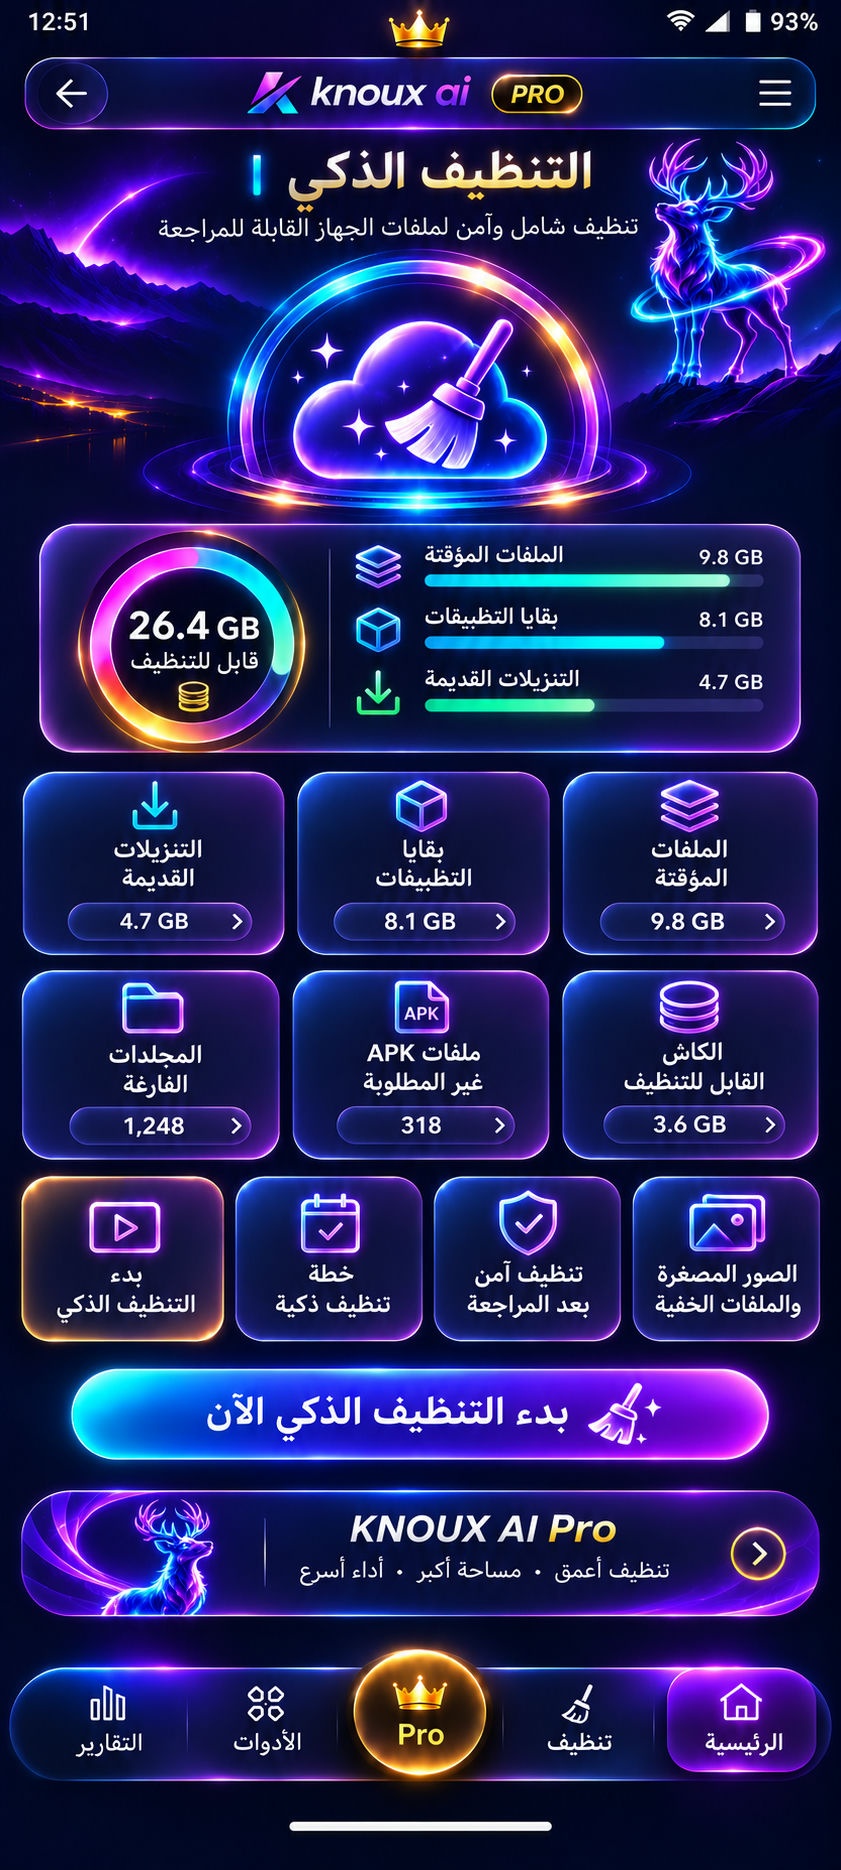 12:51
93%
knoux ai PRO
التنظيف الذكي
تنظيف شامل وآمن لملفات الجهاز القابلة للمراجعة
26.4 GB
قابل للتنظيف
الملفات المؤقتة 9.8 GB
بقايا التظبيقات 8.1 GB
التنزيلات القديمة 4.7 GB
الملفات
المؤقتة
9.8 GB
بقايا
التظبيفات
8.1 GB
التنزيلات
القديمة
4.7 GB
الكاش
القابل للتنظيف
3.6 GB
APK
ملفات APK
غير المطلوبة
318
المجلدات
الفارغة
1,248
الصور المصغرة
والملفات الخفية
تنظيف آمن
بعد المراجعة
خطة
تنظيف ذكية
بدء
التنظيف الذكي
بدء التنظيف الذكي الآن
KNOUX AI Pro
تنظيف أعمق • مساحة أكبر • أداء أسرع
الرئيسية
تنظيف
Pro
الأدوات
التقارير